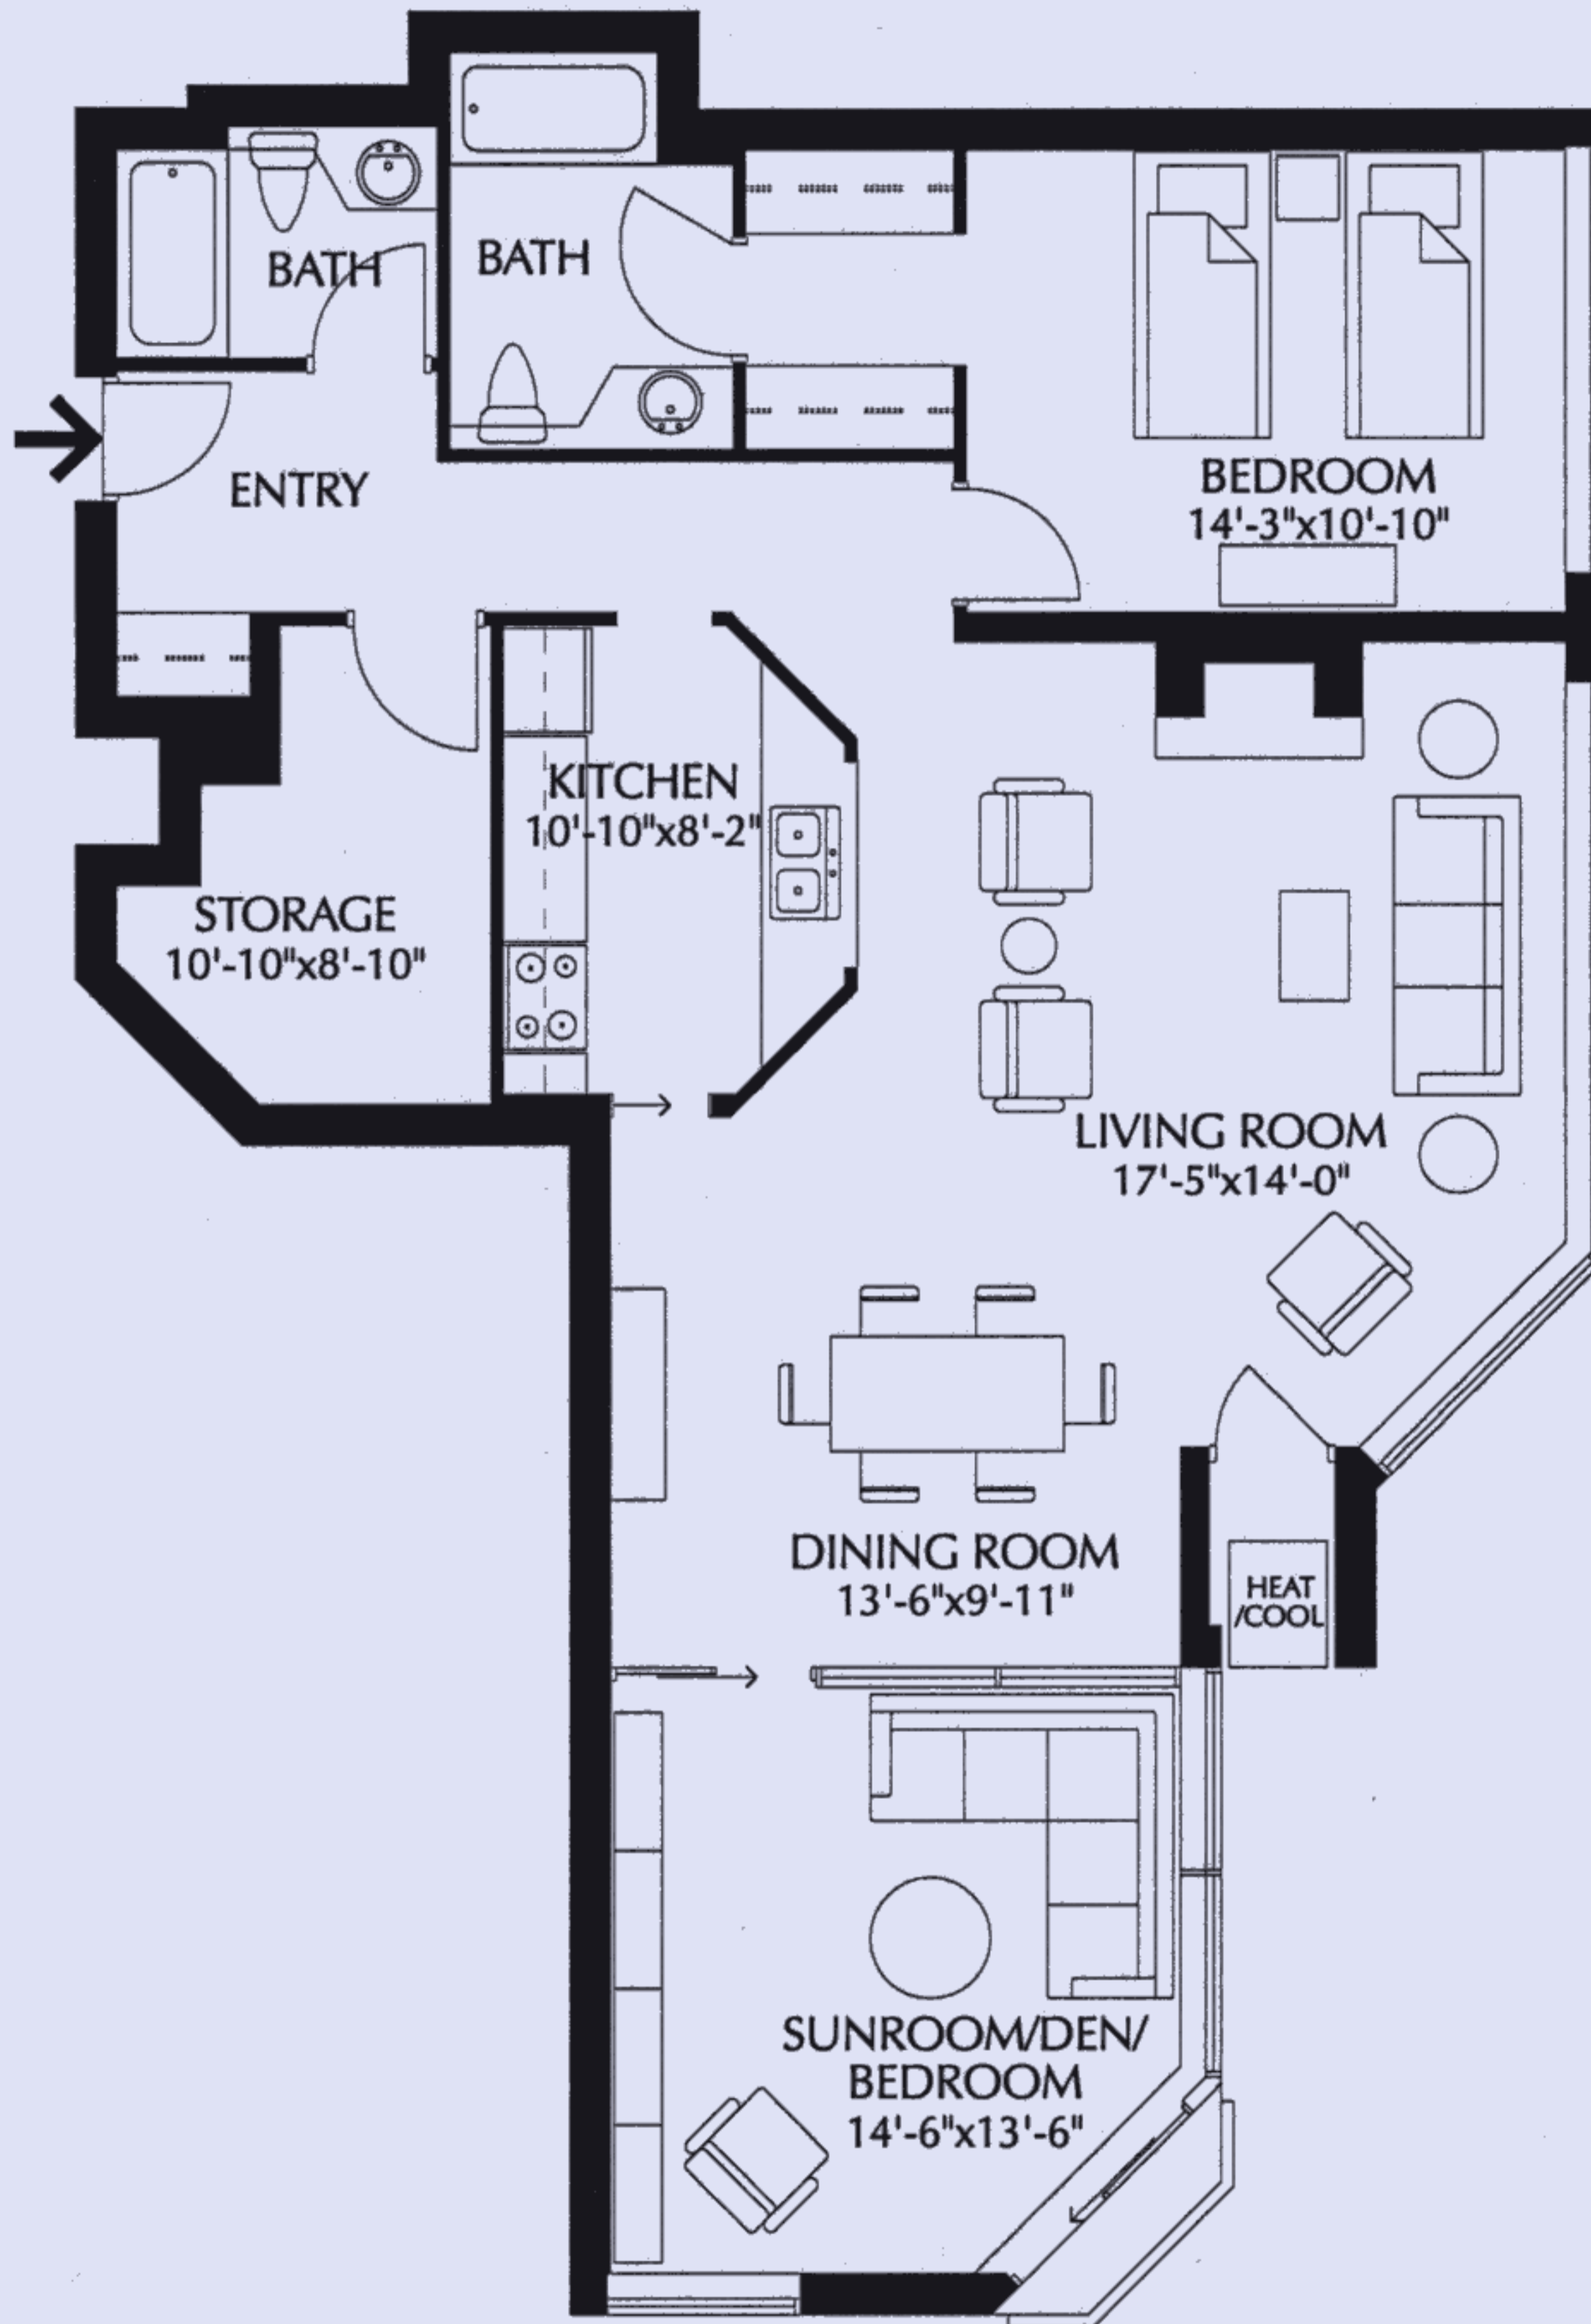 BATH
BATH
ENTRY
BEDROOM
14'-3"x10'-10"
KITCHEN
10'-10"x8'-2"
STORAGE
10'-10"x8'-10"
LIVING ROOM
17'-5"x14'-0"
DINING ROOM
13'-6"x9'-11"
HEAT
/COOL
SUNROOM/DEN/
BEDROOM
14'-6"x13'-6"